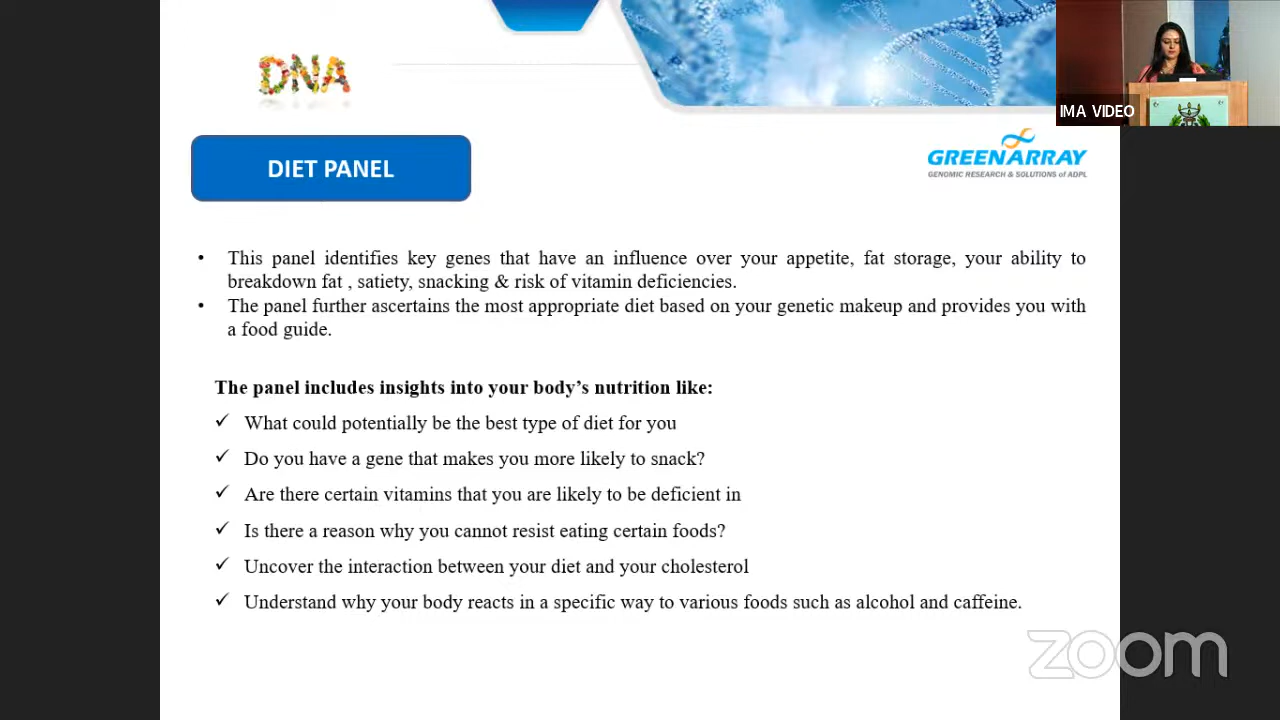 DNA
IMA VIDEO
DIET PANEL
GREENARRAY
GENOMIC RESEARCH & SOLUTIONS of ADPL
• This panel identifies key genes that have an influence over your appetite, fat storage, your ability to
breakdown fat , satiety, snacking & risk of vitamin deficiencies.
• The panel further ascertains the most appropriate diet based on your genetic makeup and provides you with
a food guide.
The panel includes insights into your body’s nutrition like:
✓ What could potentially be the best type of diet for you
✓ Do you have a gene that makes you more likely to snack?
✓ Are there certain vitamins that you are likely to be deficient in
✓ Is there a reason why you cannot resist eating certain foods?
✓ Uncover the interaction between your diet and your cholesterol
✓ Understand why your body reacts in a specific way to various foods such as alcohol and caffeine.
zoom